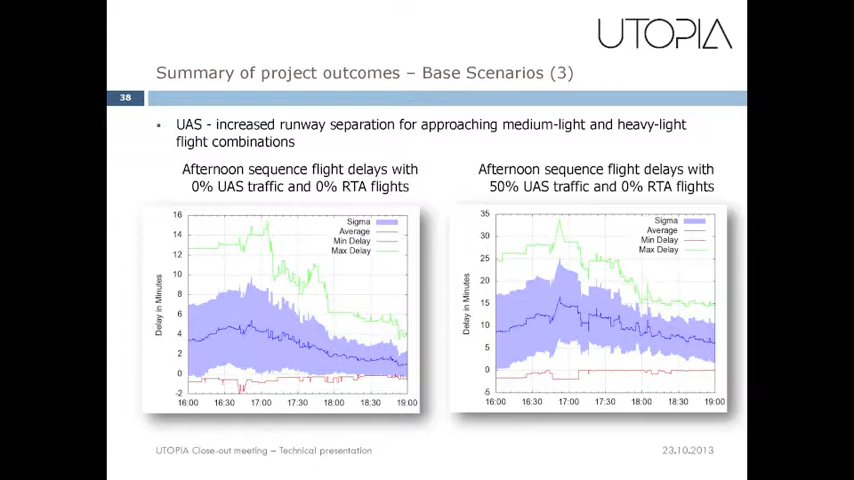 UTOPIA
Summary of project outcomes – Base Scenarios (3)
38
▪ UAS - increased runway separation for approaching medium-light and heavy-light
flight combinations
Afternoon sequence flight delays with
0% UAS traffic and 0% RTA flights
Afternoon sequence flight delays with
50% UAS traffic and 0% RTA flights
16
14
12
10
8
6
4
2
0
-2
Delay in Minutes
Sigma
Average
Min Delay
Max Delay
16:00 16:30 17:00 17:30 18:00 18:30 19:00
35
30
25
20
15
10
5
0
-5
Delay in Minutes
Sigma
Average
Min Delay
Max Delay
16:00 16:30 17:00 17:30 18:00 18:30 19:00
UTOPIA Close-out meeting – Technical presentation
23.10.2013